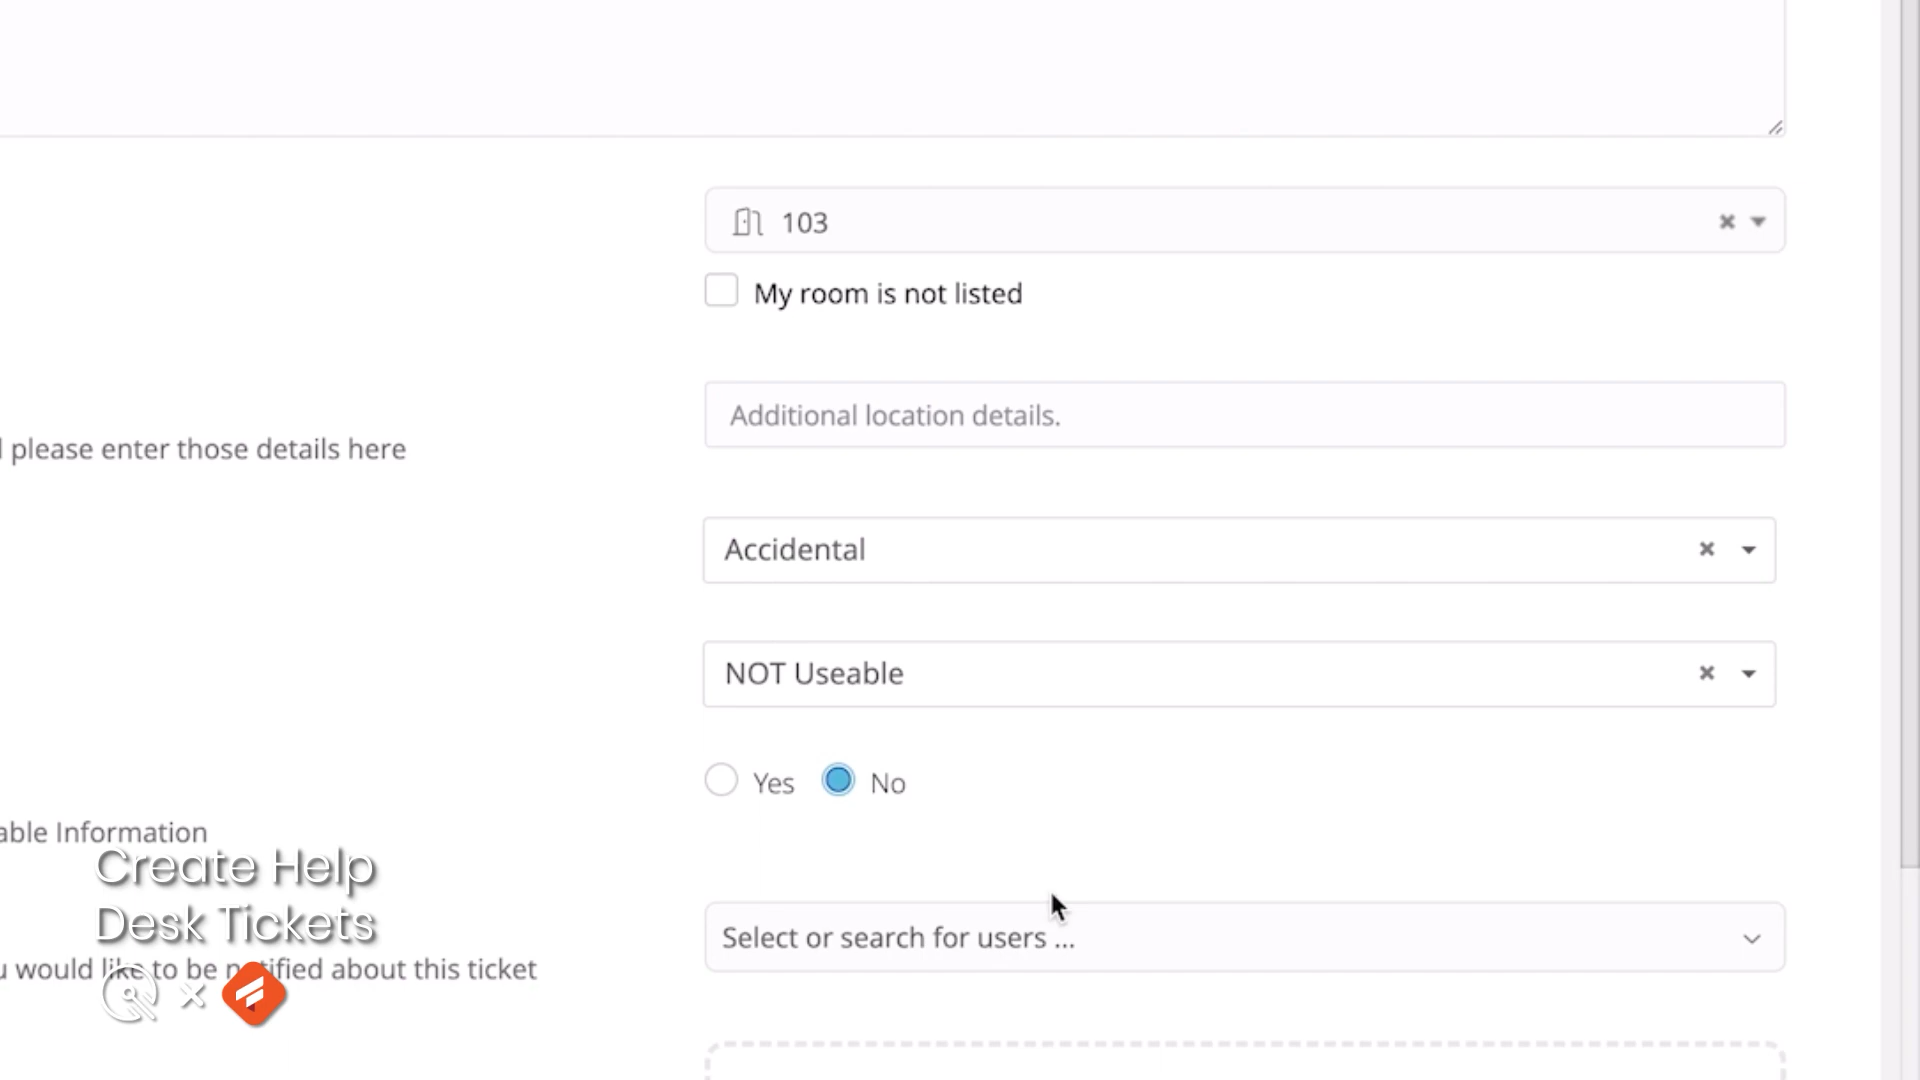 103
My room is not listed
Additional location details.
please enter those details here
Accidental
NOT Useable
Yes
No
able Information
Create Help
Desk Tickets
Select or search for users ...
u would like to be notified about this ticket